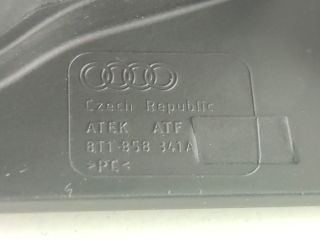 Czech Republic
ATEK ATF
8T1-858 341A
>PE<